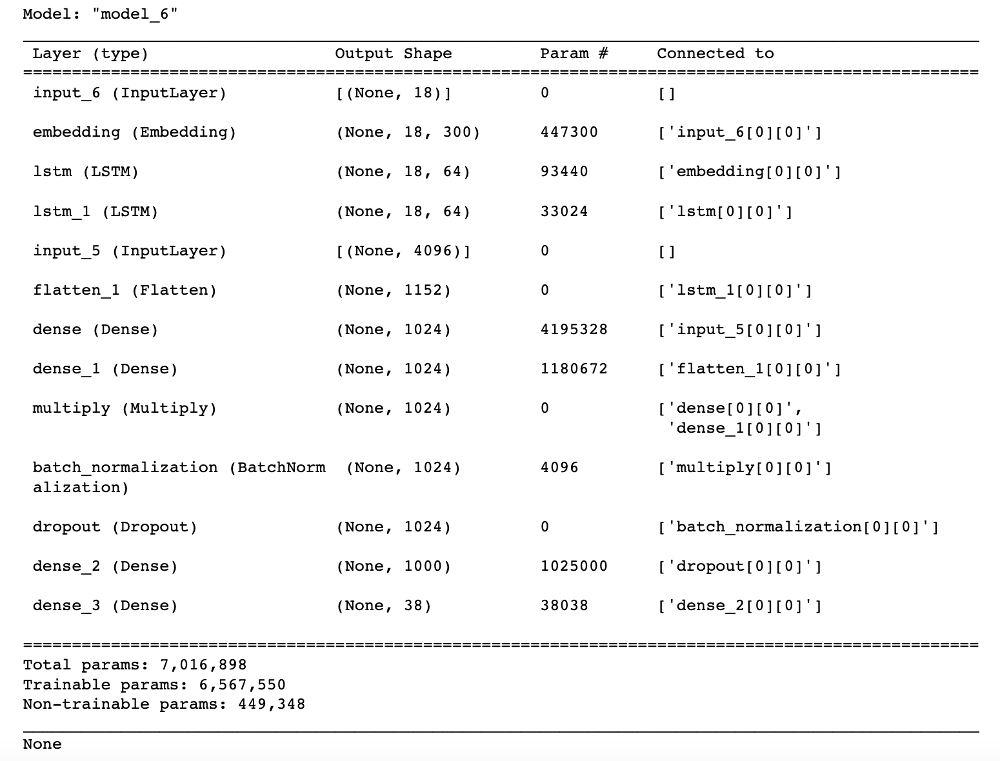 Model: "model_6"
Layer (type) Output Shape Param # Connected to
input_6 (InputLayer) [(None, 18)] 0 []
embedding (Embedding) (None, 18, 300) 447300 ['input_6[0][0]']
lstm (LSTM) (None, 18, 64) 93440 ['embedding[0][0]']
lstm_1 (LSTM) (None, 18, 64) 33024 ['lstm[0][0]']
input_5 (InputLayer) [(None, 4096)] 0 []
flatten_1 (Flatten) (None, 1152) 0 ['lstm_1[0][0]']
dense (Dense) (None, 1024) 4195328 ['input_5[0][0]']
dense_1 (Dense) (None, 1024) 1180672 ['flatten_1[0][0]']
multiply (Multiply) (None, 1024) 0 ['dense[0][0]',
'dense_1[0][0]']
batch_normalization (BatchNorm (None, 1024) 4096 ['multiply[0][0]']
alization)
dropout (Dropout) (None, 1024) 0 ['batch_normalization[0][0]']
dense_2 (Dense) (None, 1000) 1025000 ['dropout[0][0]']
dense_3 (Dense) (None, 38) 38038 ['dense_2[0][0]']
Total params: 7,016,898
Trainable params: 6,567,550
Non-trainable params: 449,348
None